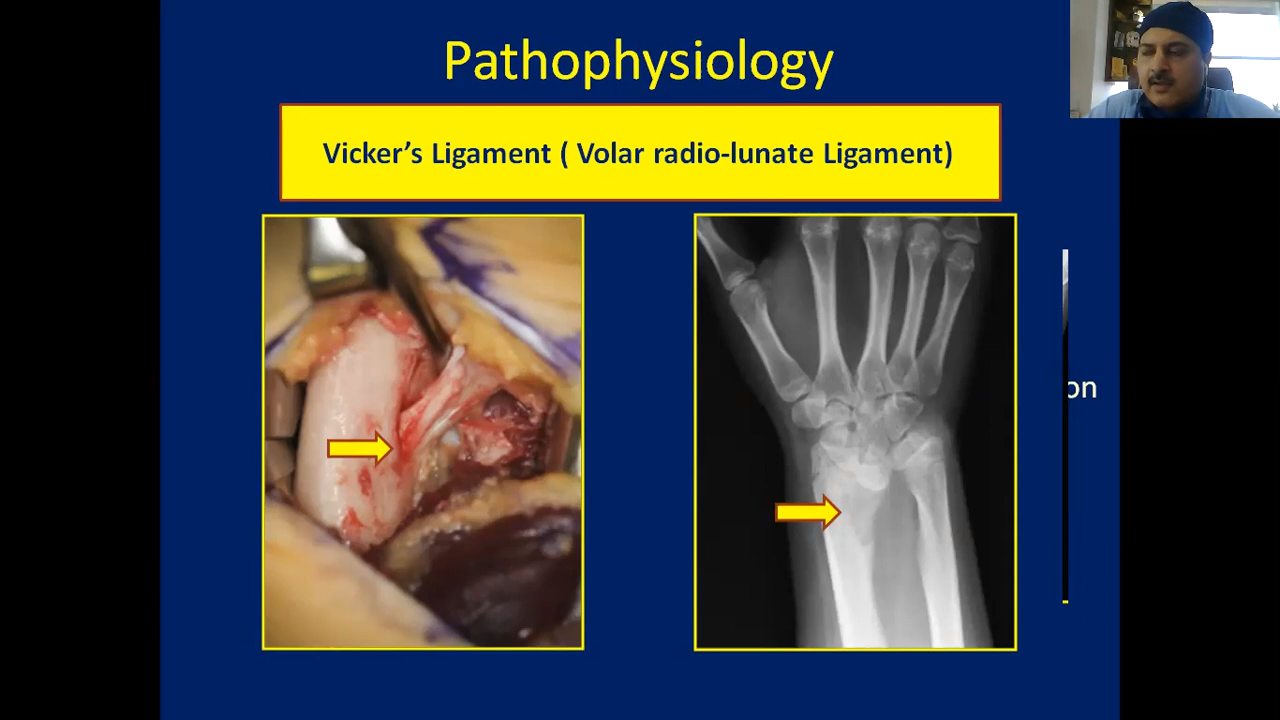 Pathophysiology
Vicker’s Ligament ( Volar radio-lunate Ligament)
on